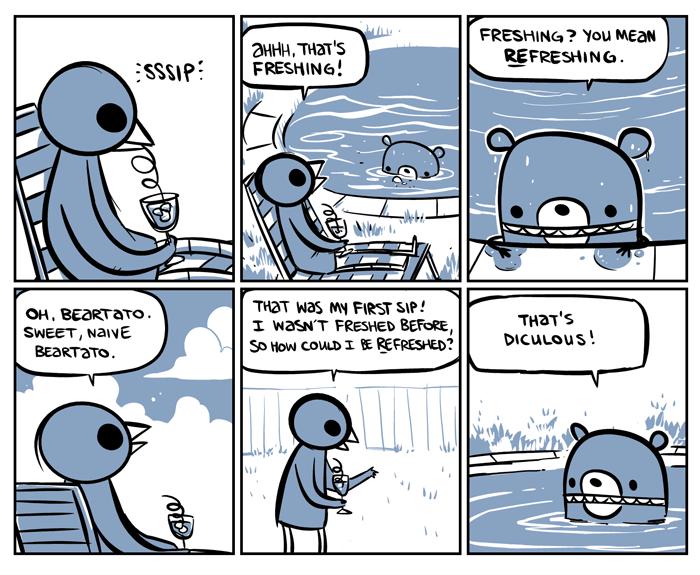 SSSIP
AHHH, THAT'S
FRESHING!
FRESHING? YOU MEAN
REFRESHING.
OH, BEARTATO.
SWEET, NAIVE
BEARTATO.
THAT WAS MY FIRST SIP!
I WASN'T FRESHED BEFORE,
SO HOW COULD I BE REFRESHED?
THAT'S
DICULOUS!